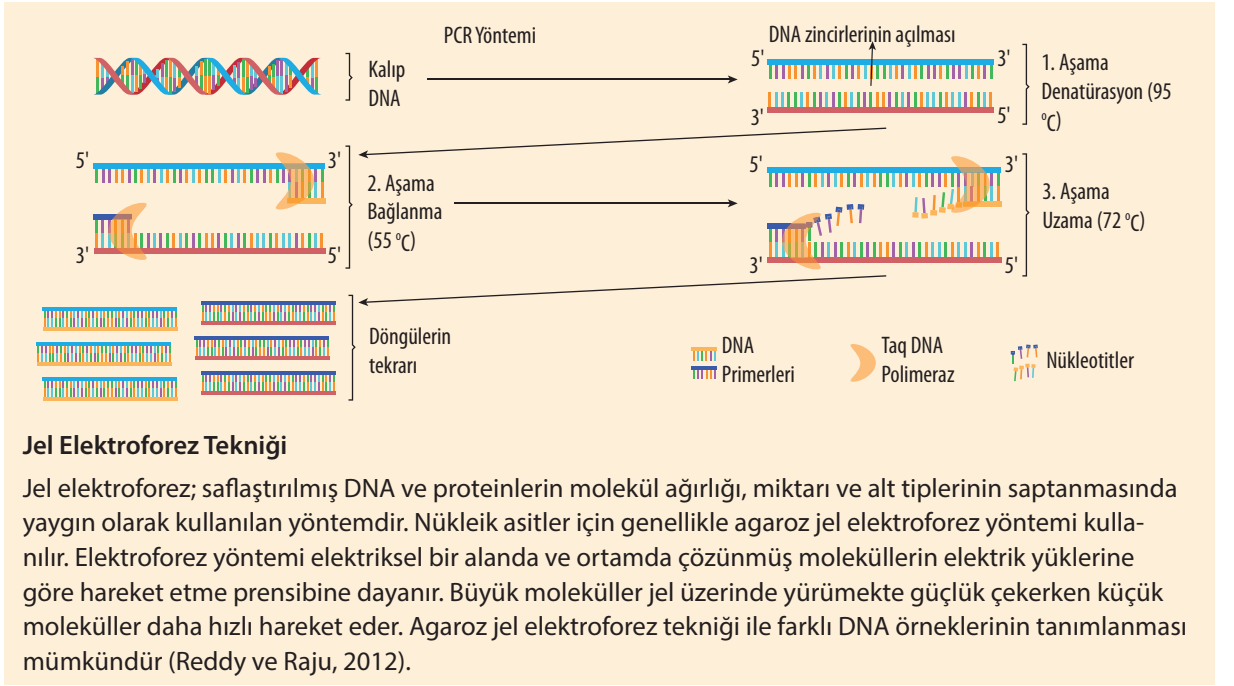 PCR Yöntemi
Kalıp
DNA
DNA zincirlerinin açılması
5'
3'
3'
5'
1. Aşama
Denatürasyon (95
ºC)
5'
3'
3'
5'
2. Aşama
Bağlanma
(55 ºC)
5'
3'
3'
5'
3. Aşama
Uzama (72 ºC)
Döngülerin
tekrarı
DNA
Primerleri
Taq DNA
Polimeraz
Nükleotitler
Jel Elektroforez Tekniği
Jel elektroforez; saflaştırılmış DNA ve proteinlerin molekül ağırlığı, miktarı ve alt tiplerinin saptanmasında
yaygın olarak kullanılan yöntemdir. Nükleik asitler için genellikle agaroz jel elektroforez yöntemi kulla-
nılır. Elektroforez yöntemi elektriksel bir alanda ve ortamda çözünmüş moleküllerin elektrik yüklerine
göre hareket etme prensibine dayanır. Büyük moleküller jel üzerinde yürümekte güçlük çekerken küçük
moleküller daha hızlı hareket eder. Agaroz jel elektroforez tekniği ile farklı DNA örneklerinin tanımlanması
mümkündür (Reddy ve Raju, 2012).